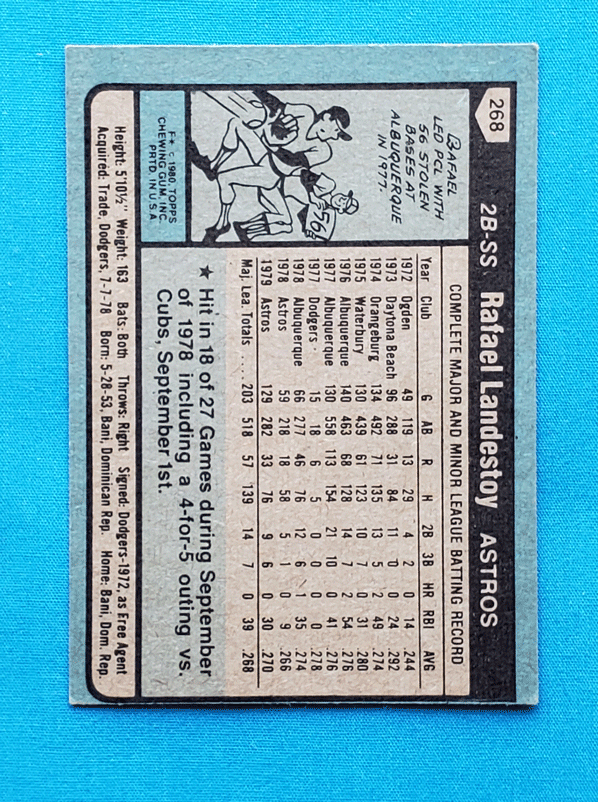 268 2B-SS Rafael Landestoy ASTROS
RAFAEL
LED PCL WITH
56 STOLEN
BASES AT
ALBUQUERQUE
IN 1977.
56
F* © 1980 TOPPS
CHEWING GUM, INC.
PRTD. IN U.S.A.
COMPLETE MAJOR AND MINOR LEAGUE BATTING RECORD
Year Club G AB R H 2B 3B HR RBI AVG
1972 Ogden 49 119 13 29 4 2 0 14 .244
1973 Daytona Beach 96 288 31 84 11 0 0 24 .292
1974 Orangeburg 134 492 71 135 13 5 2 49 .274
1975 Waterbury 130 439 61 123 10 7 0 31 .280
1976 Albuquerque 140 463 68 128 14 7 2 54 .276
1977 Albuquerque 130 558 113 154 21 10 0 41 .276
1977 Dodgers 15 18 6 5 0 0 0 0 .278
1978 Albuquerque 66 277 46 76 12 6 1 35 .274
1978 Astros 59 218 18 58 5 1 0 9 .266
1979 Astros 129 282 33 76 9 6 0 30 .270
Maj. Lea. Totals .... 203 518 57 139 14 7 0 39 .268
★ Hit in 18 of 27 Games during September
of 1978 including a 4-for-5 outing vs.
Cubs, September 1st.
Height: 5'10½" Weight: 163 Bats: Both Throws: Right Signed: Dodgers-1972, as Free Agent
Acquired: Trade, Dodgers, 7-7-78 Born: 5-28-53, Bani, Dominican Rep. Home: Bani, Dom. Rep.